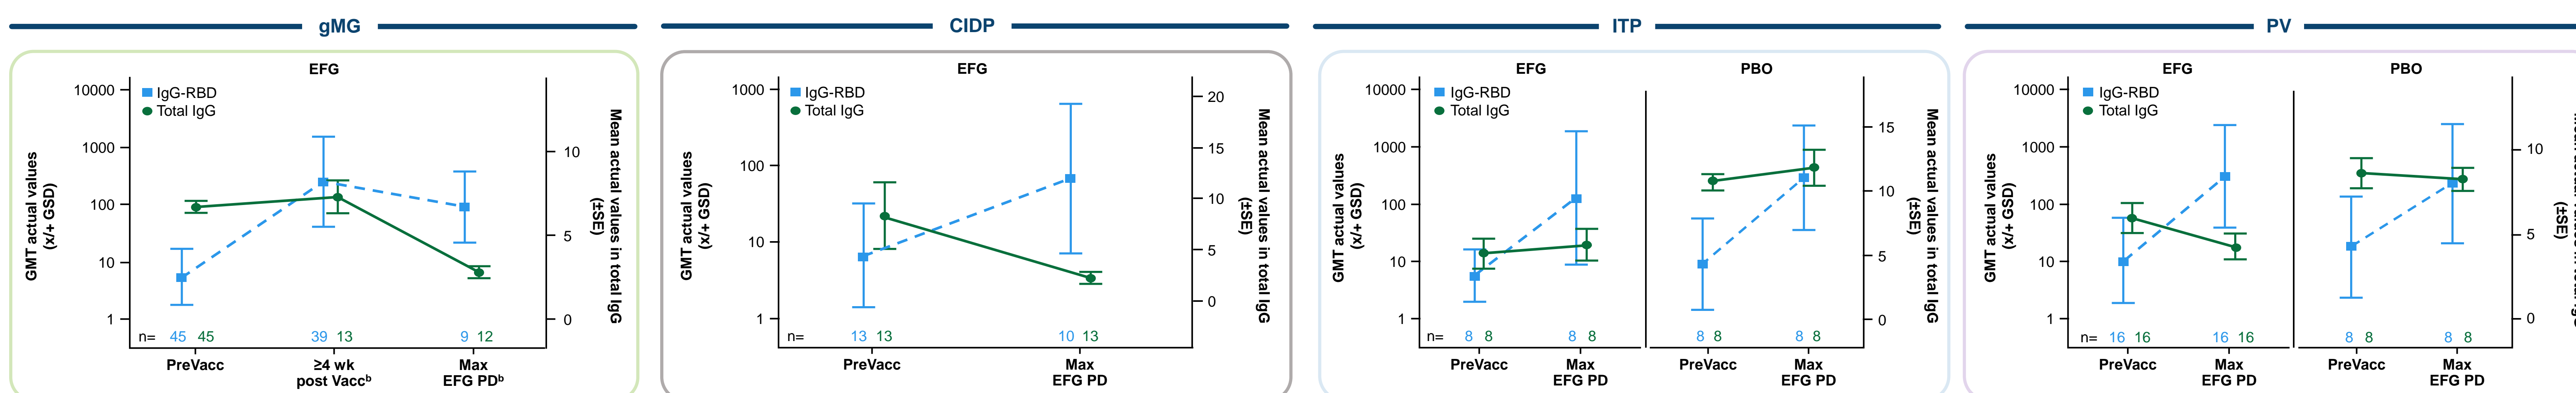 gMG
EFG
IgG-RBD
Total IgG
10000
1000
100
10
1
GMT actual values
(x/+ GSD)
10
5
0
Mean actual values in total IgG
(±SE)
n= 45 45 39 13 9 12
PreVacc
≥4 wk
post Vaccᵇ
Max
EFG PDᵇ
CIDP
EFG
IgG-RBD
Total IgG
1000
100
10
1
GMT actual values
(x/+ GSD)
20
15
10
5
0
Mean actual values in total IgG
(±SE)
n= 13 13 10 13
PreVacc
Max
EFG PD
ITP
EFG
PBO
IgG-RBD
Total IgG
10000
1000
100
10
1
GMT actual values
(x/+ GSD)
15
10
5
0
Mean actual values in total IgG
(±SE)
n= 8 8 8 8 8 8 8 8
PreVacc
Max
EFG PD
PreVacc
Max
EFG PD
PV
EFG
PBO
IgG-RBD
Total IgG
10000
1000
100
10
1
GMT actual values
(x/+ GSD)
10
5
0
(±SE)
n= 16 16 16 16 8 8 8 8
PreVacc
Max
EFG PD
PreVacc
Max
EFG PD